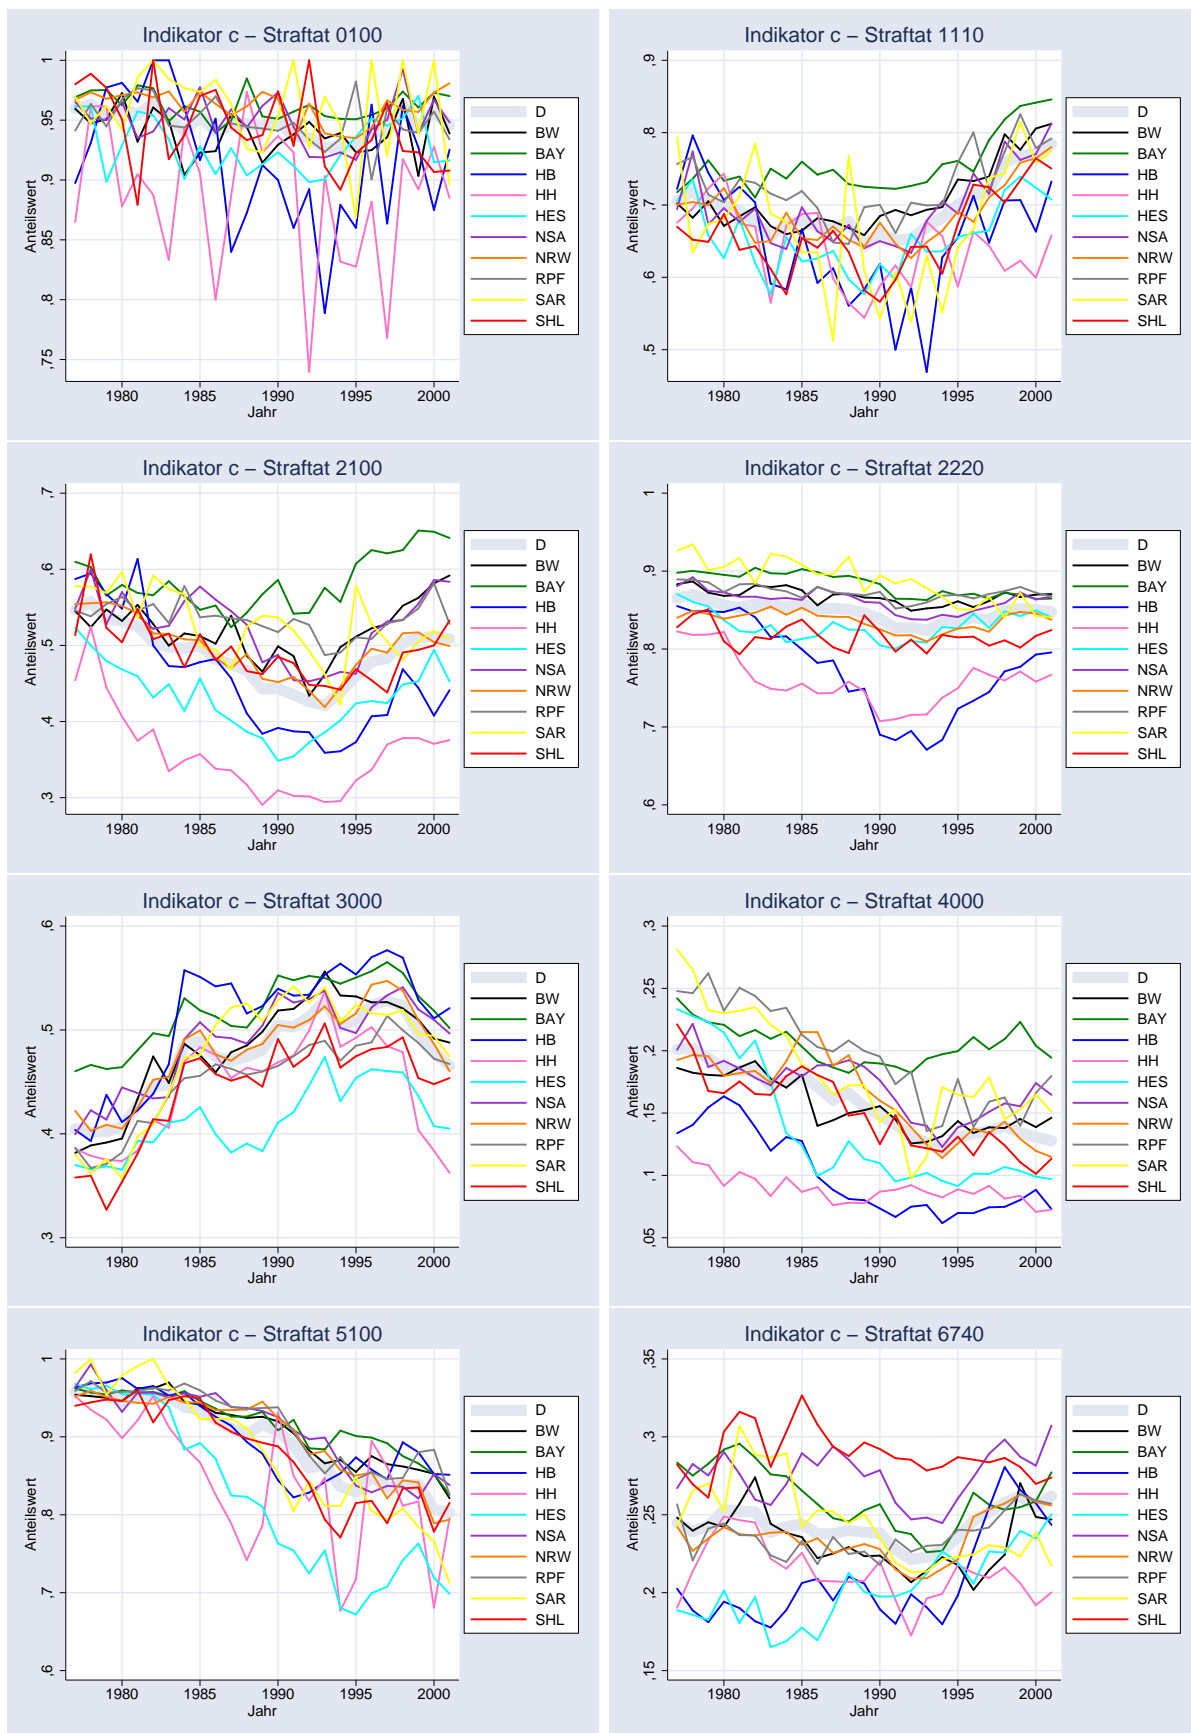 Indikator c – Straftat 0100
Anteilswert
1
,95
,9
,85
,8
,75
1980
1985
1990
1995
2000
Jahr
D
BW
BAY
HB
HH
HES
NSA
NRW
RPF
SAR
SHL
Indikator c – Straftat 1110
Anteilswert
,9
,8
,7
,6
,5
1980
1985
1990
1995
2000
Jahr
D
BW
BAY
HB
HH
HES
NSA
NRW
RPF
SAR
SHL
Indikator c – Straftat 2100
Anteilswert
,7
,6
,5
,4
,3
1980
1985
1990
1995
2000
Jahr
D
BW
BAY
HB
HH
HES
NSA
NRW
RPF
SAR
SHL
Indikator c – Straftat 2220
Anteilswert
1
,9
,8
,7
,6
1980
1985
1990
1995
2000
Jahr
D
BW
BAY
HB
HH
HES
NSA
NRW
RPF
SAR
SHL
Indikator c – Straftat 3000
Anteilswert
,6
,5
,4
,3
1980
1985
1990
1995
2000
Jahr
D
BW
BAY
HB
HH
HES
NSA
NRW
RPF
SAR
SHL
Indikator c – Straftat 4000
Anteilswert
,3
,25
,2
,15
,1
,05
1980
1985
1990
1995
2000
Jahr
D
BW
BAY
HB
HH
HES
NSA
NRW
RPF
SAR
SHL
Indikator c – Straftat 5100
Anteilswert
1
,9
,8
,7
,6
1980
1985
1990
1995
2000
Jahr
D
BW
BAY
HB
HH
HES
NSA
NRW
RPF
SAR
SHL
Indikator c – Straftat 6740
Anteilswert
,35
,3
,25
,2
,15
1980
1985
1990
1995
2000
Jahr
D
BW
BAY
HB
HH
HES
NSA
NRW
RPF
SAR
SHL